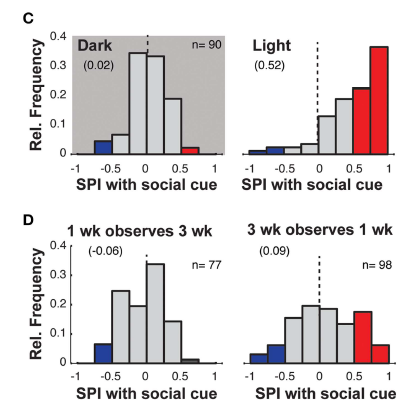 C
Dark
n= 90
(0.02)
Light
(0.52)
Rel. Frequency
0.4
0.3
0.2
0.1
0
-1 -0.5 0 0.5 1
-1 -0.5 0 0.5 1
SPI with social cue
SPI with social cue
D
1 wk observes 3 wk
(-0.06)
n= 77
3 wk observes 1 wk
(0.09)
n= 98
Rel. Frequency
0.4
0.3
0.2
0.1
0
-1 -0.5 0 0.5 1
-1 -0.5 0 0.5 1
SPI with social cue
SPI with social cue